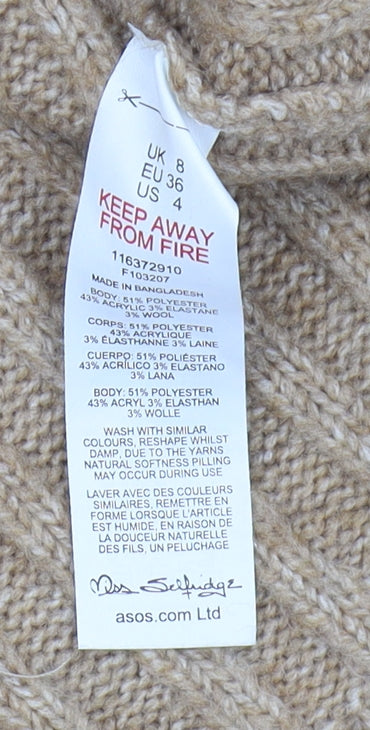 UK 8
EU 36
US 4
KEEP AWAY
FROM FIRE
116372910
F103207
MADE IN BANGLADESH
BODY: 51% POLYESTER
43% ACRYLIC 3% ELASTANE
3% WOOL
CORPS: 51% POLYESTER
43% ACRYLIQUE
3% ÉLASTHANNE 3% LAINE
CUERPO: 51% POLIÉSTER
43% ACRÍLICO 3% ELASTANO
3% LANA
BODY: 51% POLYESTER
43% ACRYL 3% ELASTHAN
3% WOLLE
WASH WITH SIMILAR
COLOURS, RESHAPE WHILST
DAMP, DUE TO THE YARNS
NATURAL SOFTNESS PILLING
MAY OCCUR DURING USE
LAVER AVEC DES COULEURS
SIMILAIRES, REMETTRE EN
FORME LORSQUE L'ARTICLE
EST HUMIDE, EN RAISON DE
LA DOUCEUR NATURELLE
DES FILS, UN PELUCHAGE
Miss Selfridge
asos.com Ltd